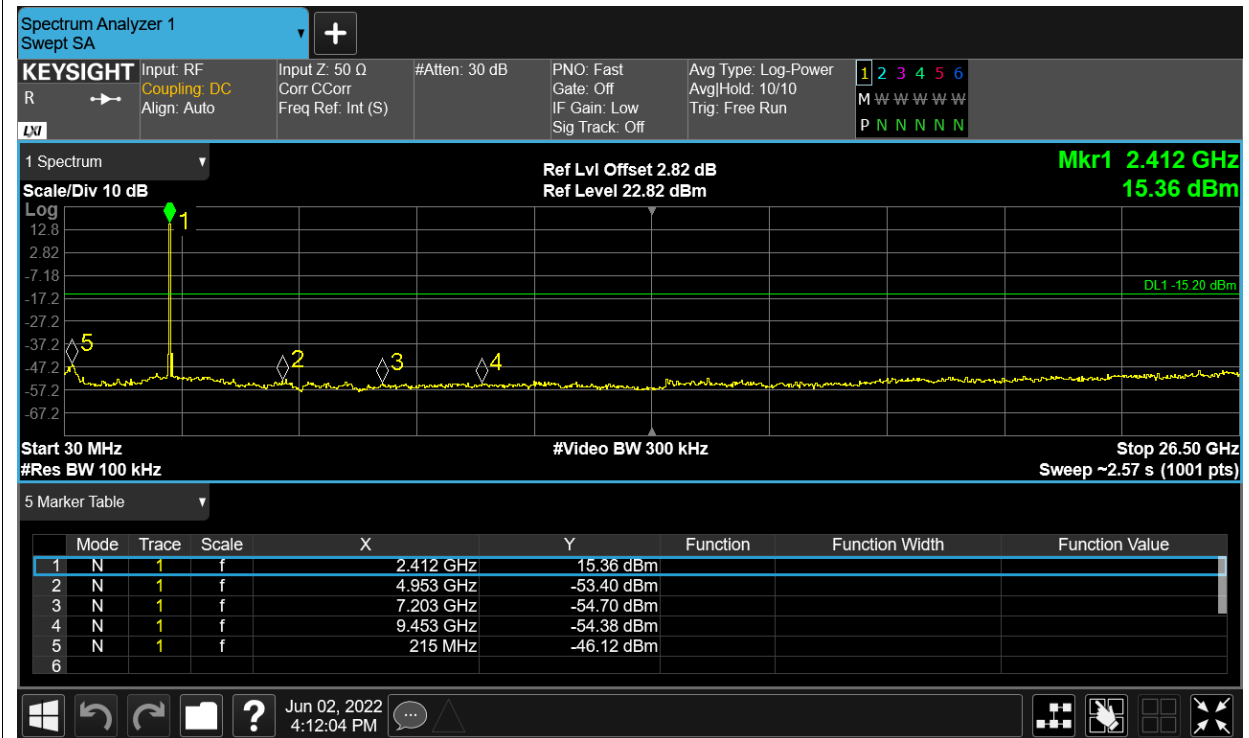 Spectrum Analyzer 1
Swept SA
KEYSIGHT Input: RF Input Z: 50 Ω #Atten: 30 dB PNO: Fast Avg Type: Log-Power 1 2 3 4 5 6
R Coupling: DC Corr CCorr Gate: Off Avg|Hold: 10/10 M W W W W W
Align: Auto Freq Ref: Int (S) IF Gain: Low Trig: Free Run
LXI Sig Track: Off P N N N N N
1 Spectrum Ref Lvl Offset 2.82 dB Mkr1 2.412 GHz
Scale/Div 10 dB Ref Level 22.82 dBm 15.36 dBm
Log
1
12.8
2.82
-7.18
DL1 -15.20 dBm
-17.2
-27.2
-37.2 5
-47.2 2 3 4
-57.2
-67.2
Start 30 MHz #Video BW 300 kHz Stop 26.50 GHz
#Res BW 100 kHz Sweep ~2.57 s (1001 pts)
5 Marker Table
Mode Trace Scale X Y Function Function Width Function Value
1 N 1 f 2.412 GHz 15.36 dBm
2 N 1 f 4.953 GHz -53.40 dBm
3 N 1 f 7.203 GHz -54.70 dBm
4 N 1 f 9.453 GHz -54.38 dBm
5 N 1 f 215 MHz -46.12 dBm
6
? Jun 02, 2022
4:12:04 PM